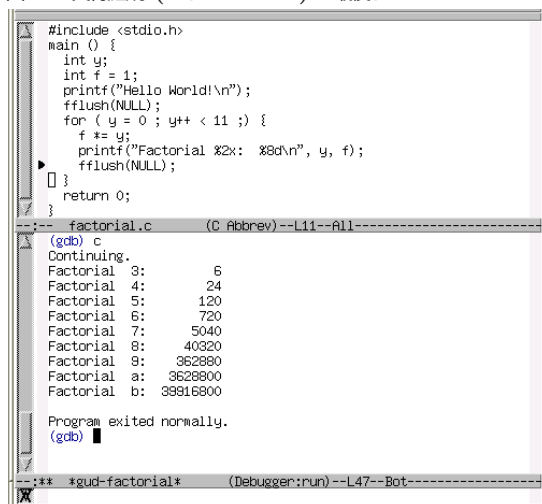 #include <stdio.h>
main () {
int y;
int f = 1;
printf("Hello World!\n");
fflush(NULL);
for ( y = 0 ; y++ < 11 ;) {
f *= y;
printf("Factorial %2x: %8d\n", y, f);
fflush(NULL);
}
return 0;
}
--:-- factorial.c (C Abbrev)--L11--All------------------------
(gdb) c
Continuing.
Factorial 3: 6
Factorial 4: 24
Factorial 5: 120
Factorial 6: 720
Factorial 7: 5040
Factorial 8: 40320
Factorial 9: 362880
Factorial a: 3628800
Factorial b: 39916800
Program exited normally.
(gdb)
--:** *gud-factorial* (Debugger:run)--L47--Bot----------------